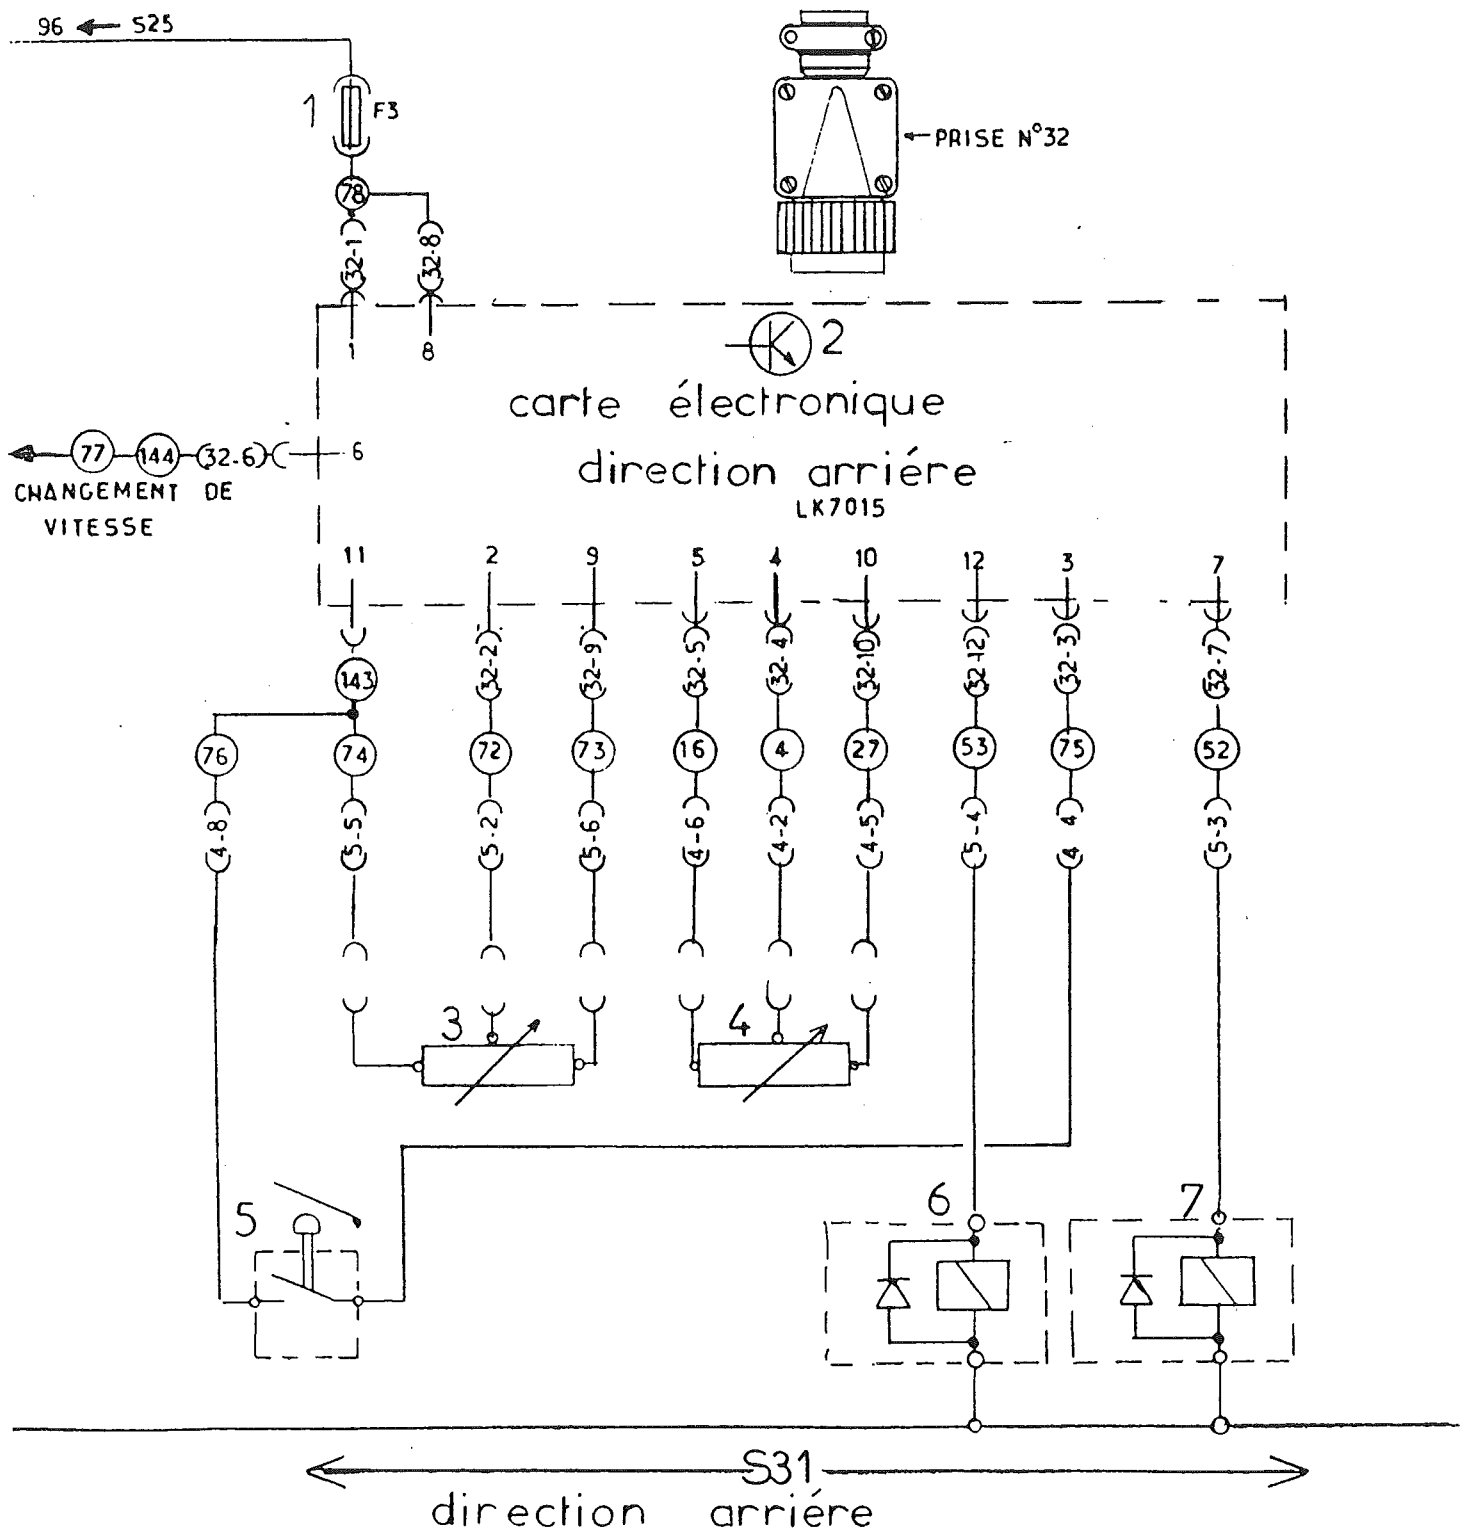 96 S25
1 F3
PRISE N°32
78
32-1 32-8
1 8
2
carte électronique
direction arriére
LK7015
77 144 32-6 6
CHANGEMENT DE
VITESSE
11 2 9 5 4 10 12 3 7
32-2 32-9 32-5 32-4 32-10 32-12 32-3 32-7
143
76 74 72 73 16 4 27 53 75 52
4-8 5-5 5-2 5-6 4-6 4-2 4-5 5-4 4 4 5-3
3 4
5 6 7
S31
direction arriére